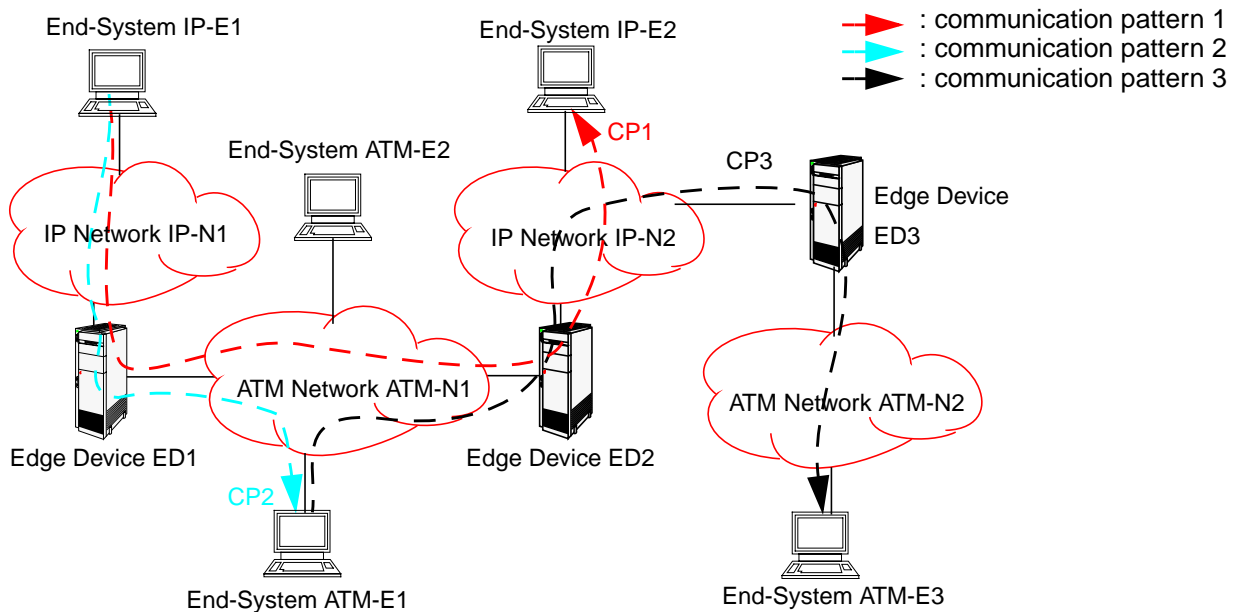 End-System IP-E1
End-System IP-E2
: communication pattern 1
: communication pattern 2
: communication pattern 3
CP1
End-System ATM-E2
CP3
Edge Device
ED3
IP Network IP-N1
IP Network IP-N2
ATM Network ATM-N1
ATM Network ATM-N2
Edge Device ED1
Edge Device ED2
CP2
End-System ATM-E1
End-System ATM-E3